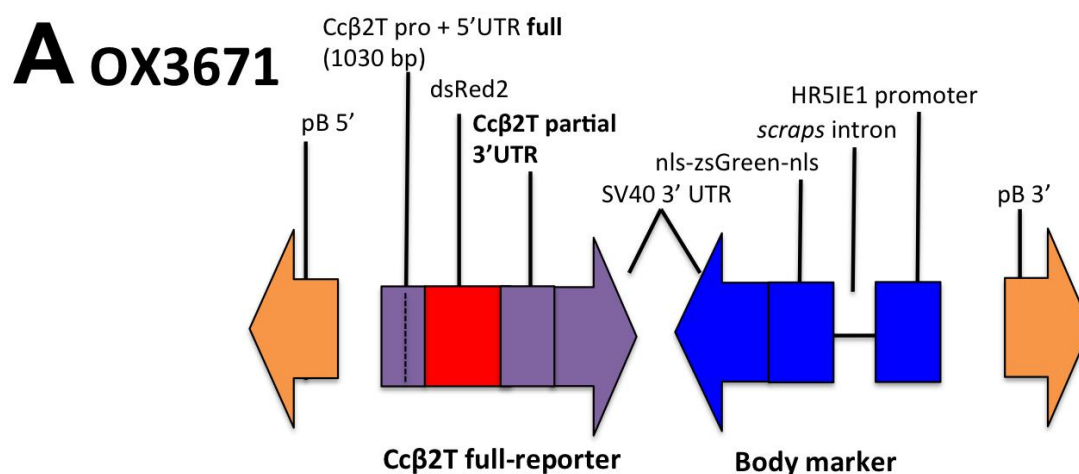 A OX3671
Ccβ2T pro + 5’UTR full
(1030 bp)
dsRed2
pB 5’
Ccβ2T partial
3’UTR
HR5IE1 promoter
scraps intron
nls-zsGreen-nls
SV40 3’ UTR
pB 3’
Ccβ2T full-reporter
Body marker